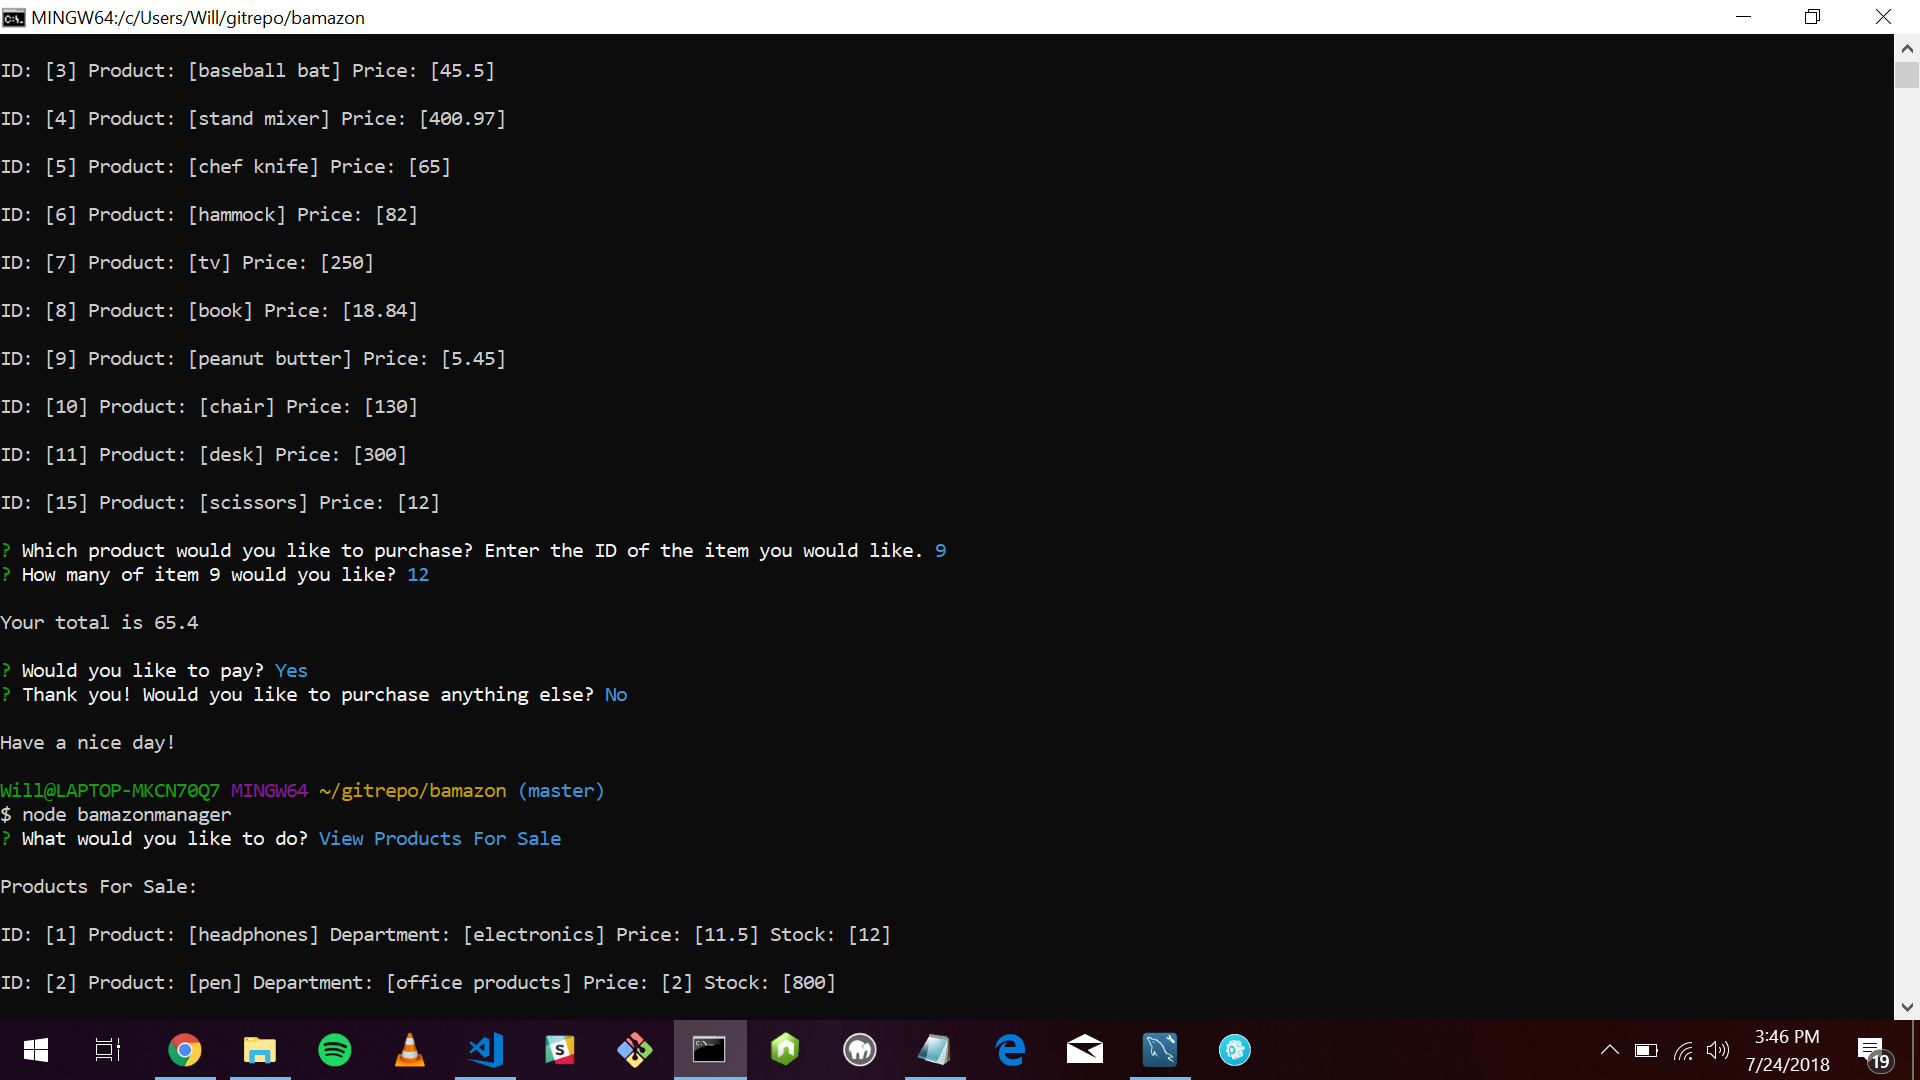 MINGW64:/c/Users/Will/gitrepo/bamazon
ID: [3] Product: [baseball bat] Price: [45.5]
ID: [4] Product: [stand mixer] Price: [400.97]
ID: [5] Product: [chef knife] Price: [65]
ID: [6] Product: [hammock] Price: [82]
ID: [7] Product: [tv] Price: [250]
ID: [8] Product: [book] Price: [18.84]
ID: [9] Product: [peanut butter] Price: [5.45]
ID: [10] Product: [chair] Price: [130]
ID: [11] Product: [desk] Price: [300]
ID: [15] Product: [scissors] Price: [12]
? Which product would you like to purchase? Enter the ID of the item you would like. 9
? How many of item 9 would you like? 12
Your total is 65.4
? Would you like to pay? Yes
? Thank you! Would you like to purchase anything else? No
Have a nice day!
Will@LAPTOP-MKCN70Q7 MINGW64 ~/gitrepo/bamazon (master)
$ node bamazonmanager
? What would you like to do? View Products For Sale
Products For Sale:
ID: [1] Product: [headphones] Department: [electronics] Price: [11.5] Stock: [12]
ID: [2] Product: [pen] Department: [office products] Price: [2] Stock: [800]
3:46 PM
7/24/2018
19